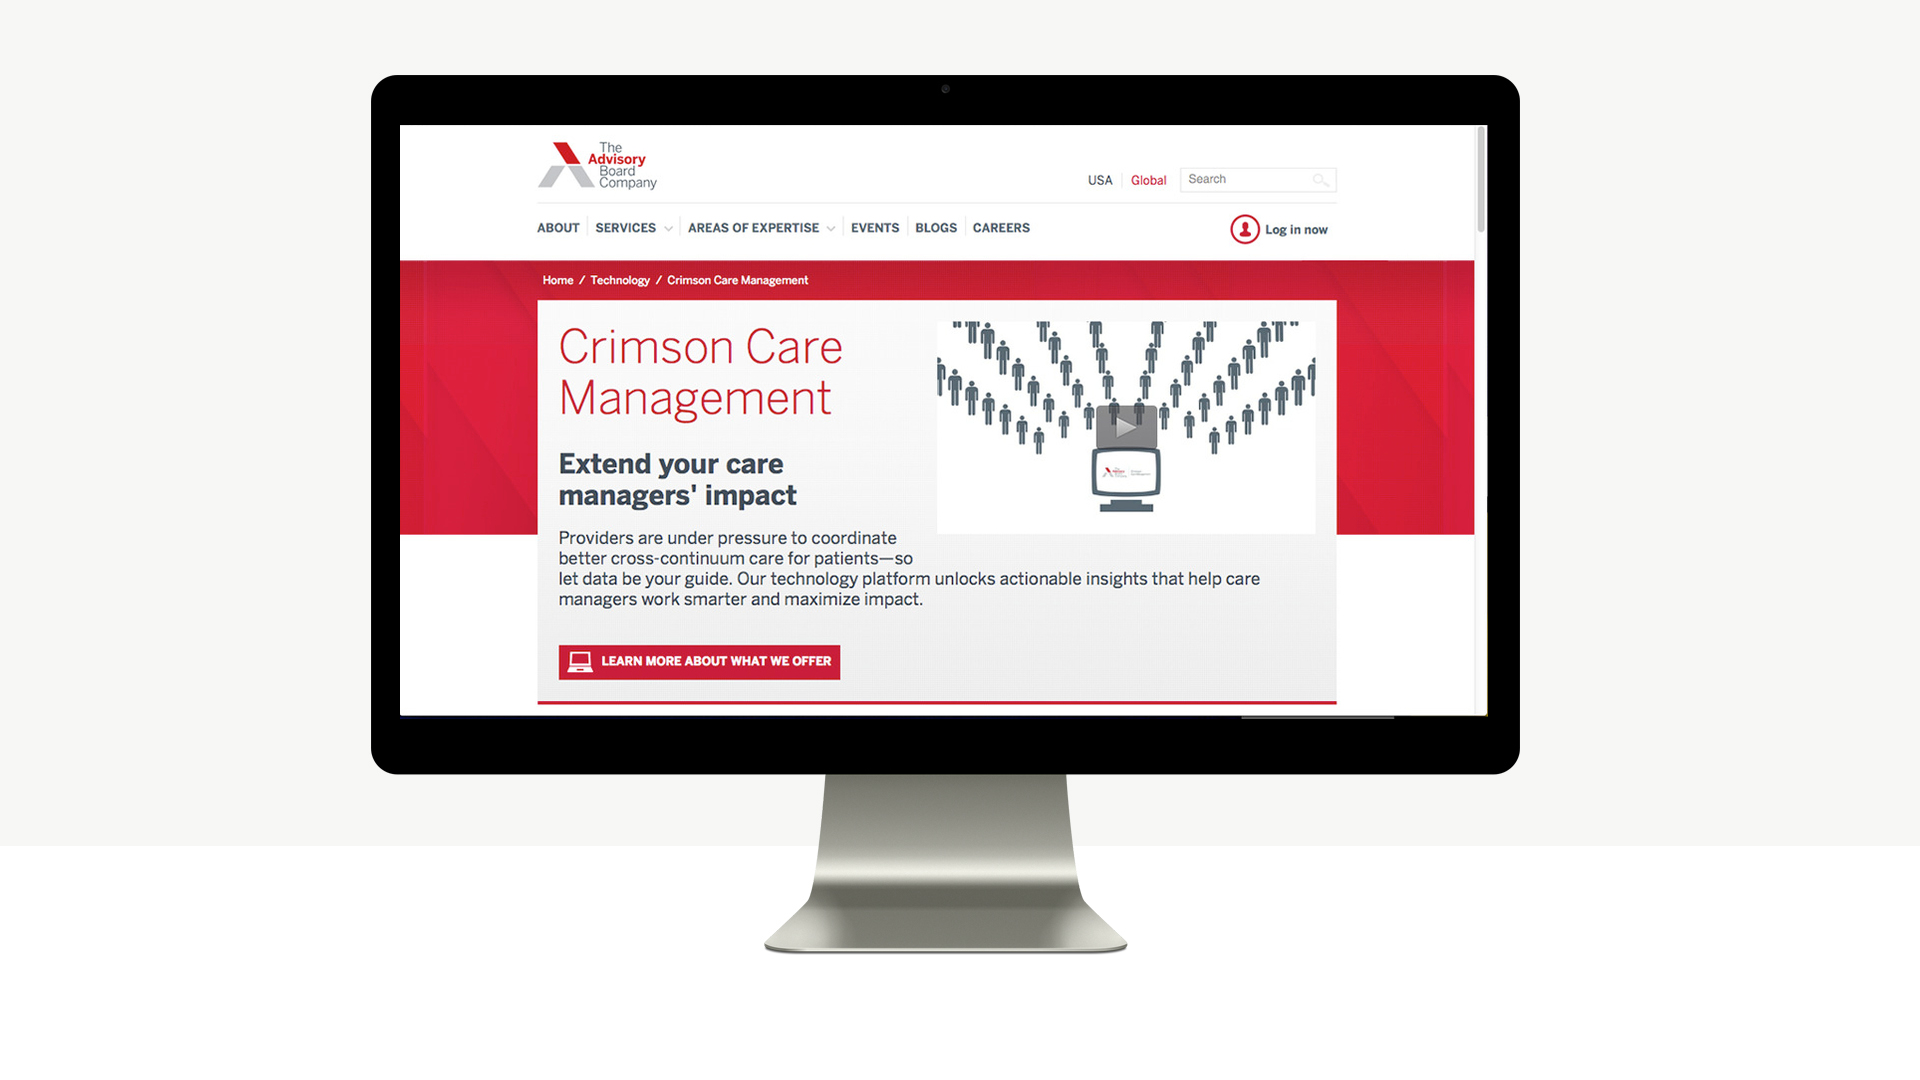 The
Advisory
Board
Company
USA Global Search
ABOUT SERVICES AREAS OF EXPERTISE EVENTS BLOGS CAREERS Log in now
Home / Technology / Crimson Care Management
Crimson Care
Management
Extend your care
managers' impact
Providers are under pressure to coordinate
better cross-continuum care for patients—so
let data be your guide. Our technology platform unlocks actionable insights that help care
managers work smarter and maximize impact.
LEARN MORE ABOUT WHAT WE OFFER